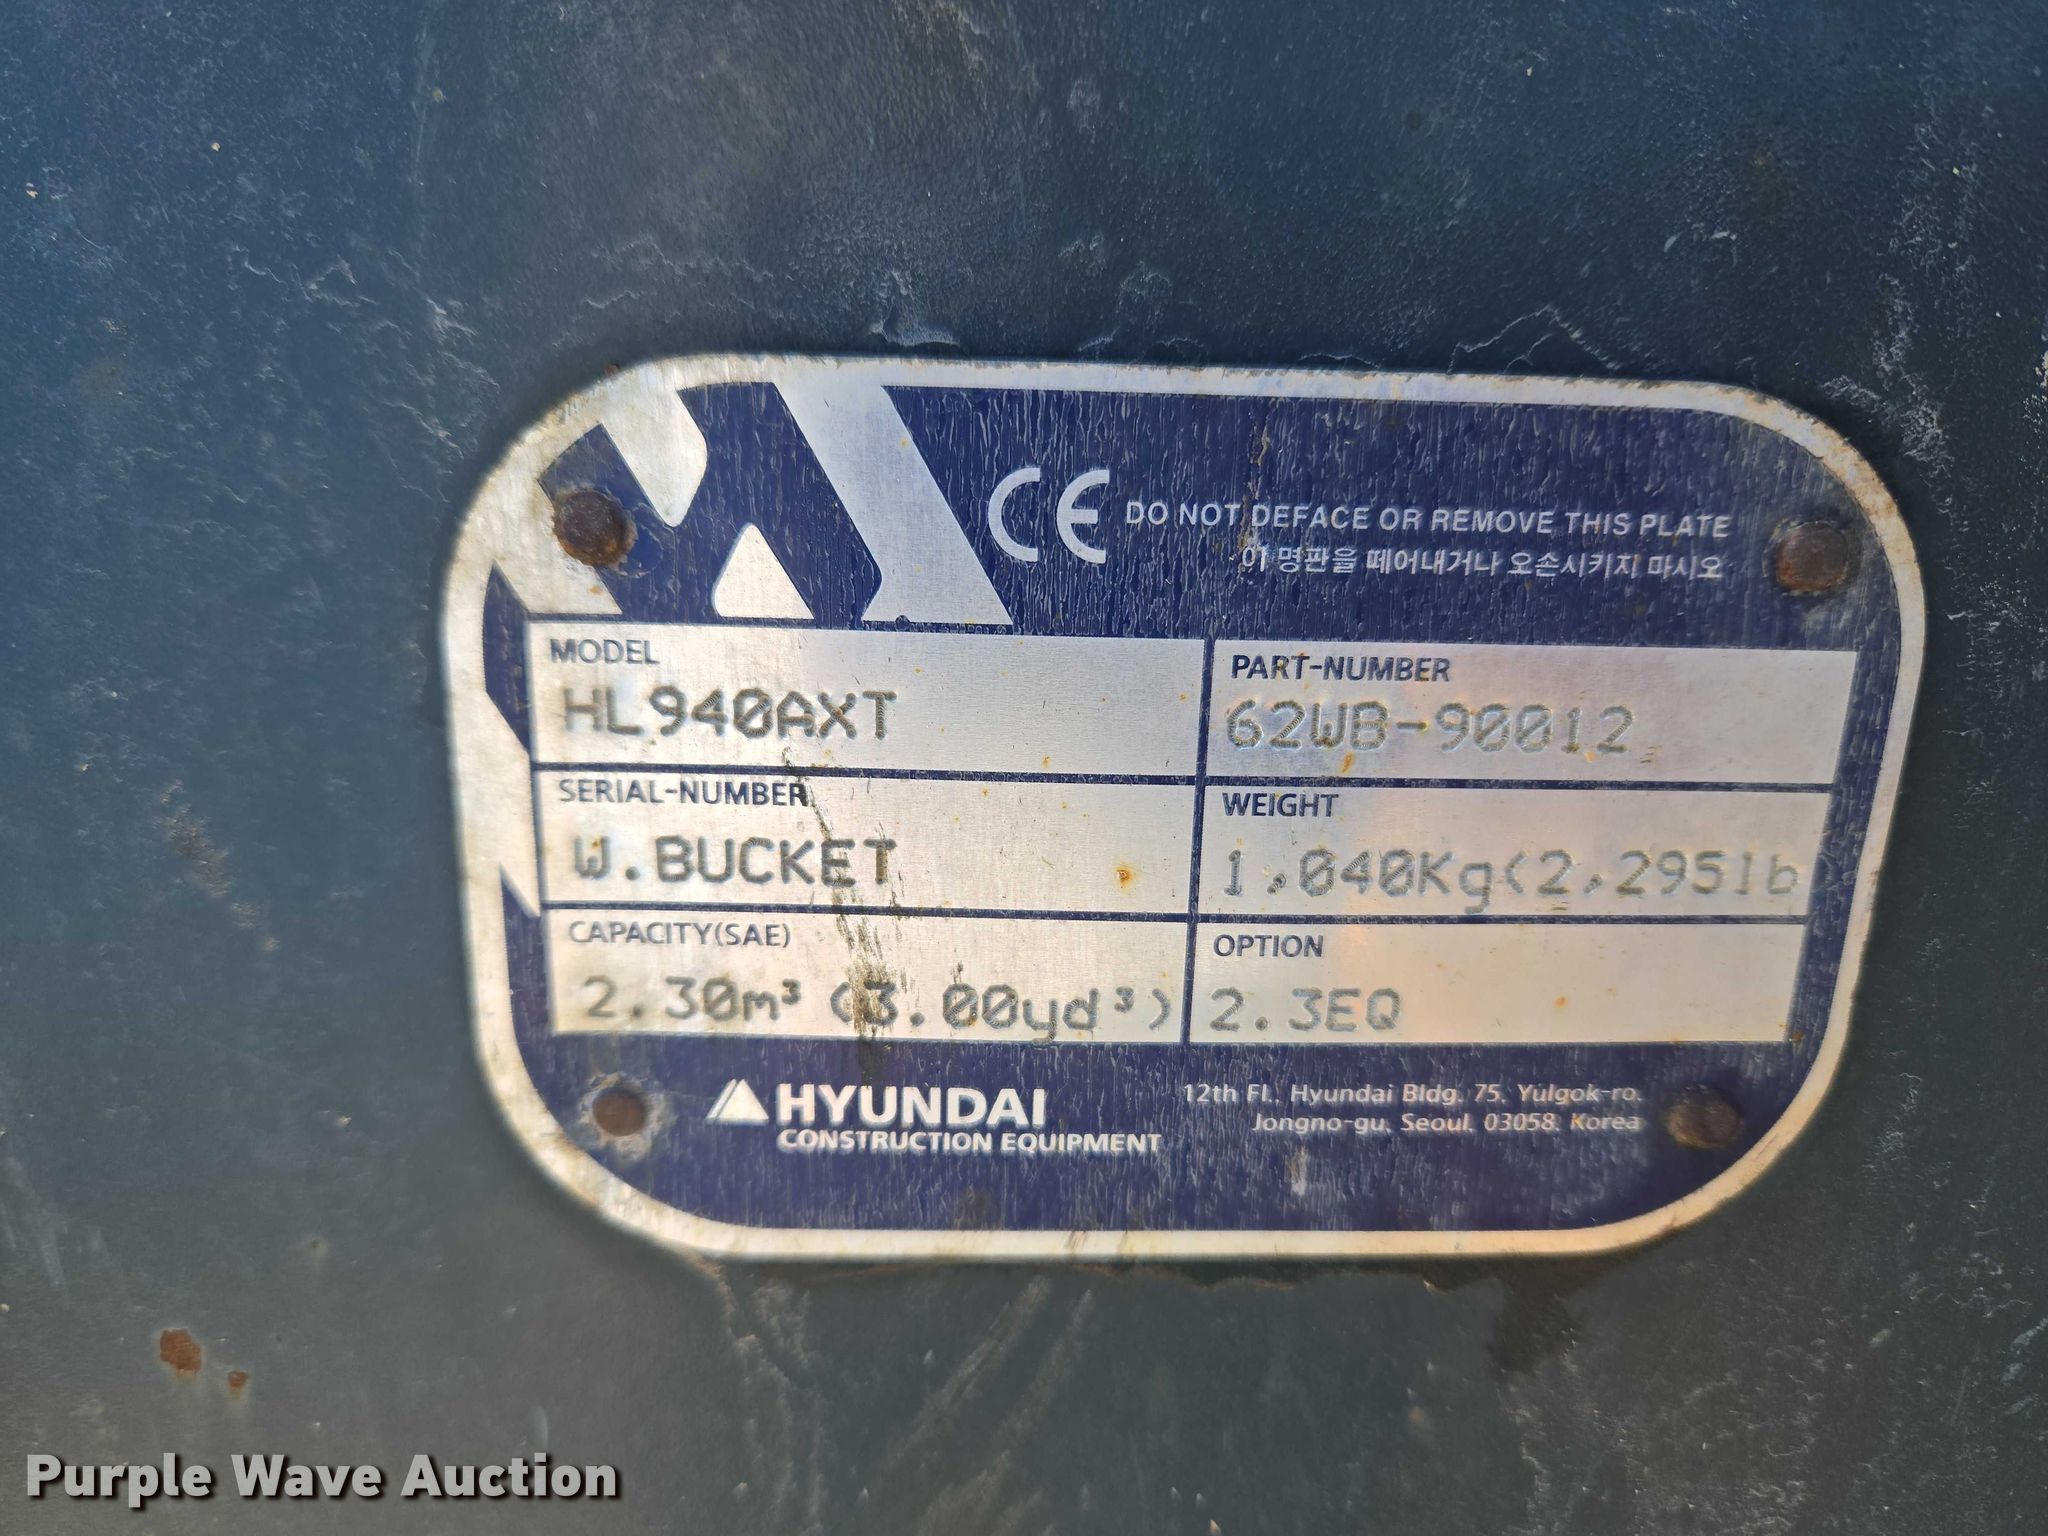 CE DO NOT DEFACE OR REMOVE THIS PLATE
이 명판을 떼어내거나 오손시키지 마시오
MODEL
HL940AXT
PART-NUMBER
62WB-90012
SERIAL-NUMBER
W.BUCKET
WEIGHT
1,040Kg(2,295lb)
CAPACITY(SAE)
2.30m³(3.00yd³)
OPTION
2.3EQ
HYUNDAI
CONSTRUCTION EQUIPMENT
12th Fl., Hyundai Bldg. 75, Yulgok-ro,
Jongno-gu, Seoul, 03058, Korea
Purple Wave Auction